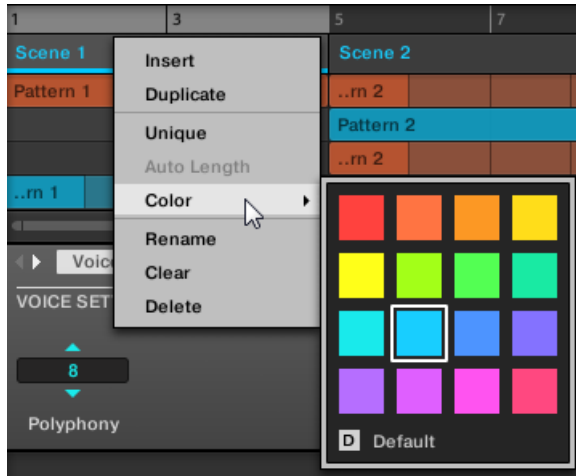 1 3 5 7
Scene 1 Scene 2
Pattern 1 ..rn 2
Pattern 2
..rn 2
..rn 1
Insert
Duplicate
Unique
Auto Length
Color
Rename
Clear
Delete
Voice
VOICE SET
8
Polyphony
D Default